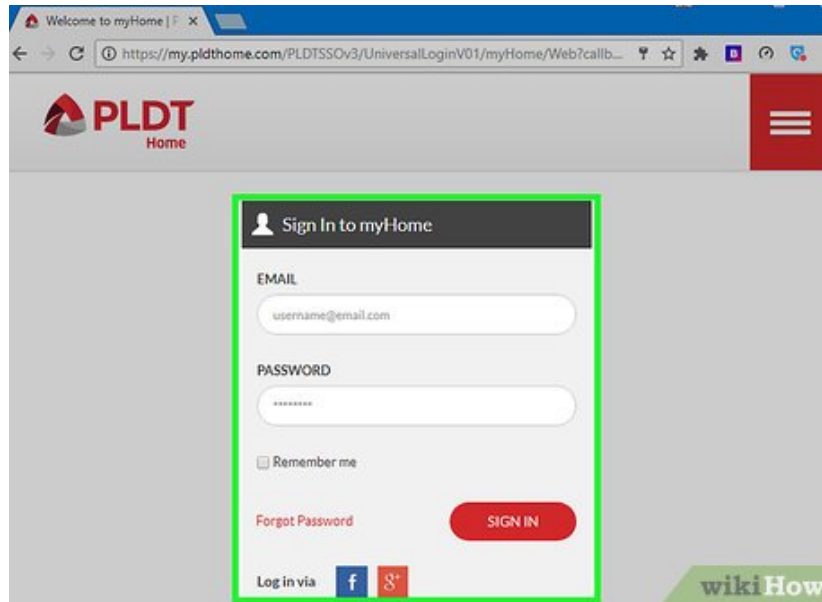 Welcome to myHome | P
https://my.pldthome.com/PLDTSSOv3/UniversalLoginV01/myHome/Web?callb...
PLDT
Home
Sign In to myHome
EMAIL
username@email.com
PASSWORD
********
Remember me
Forgot Password
SIGN IN
Log in via
f
8+
wikiHow